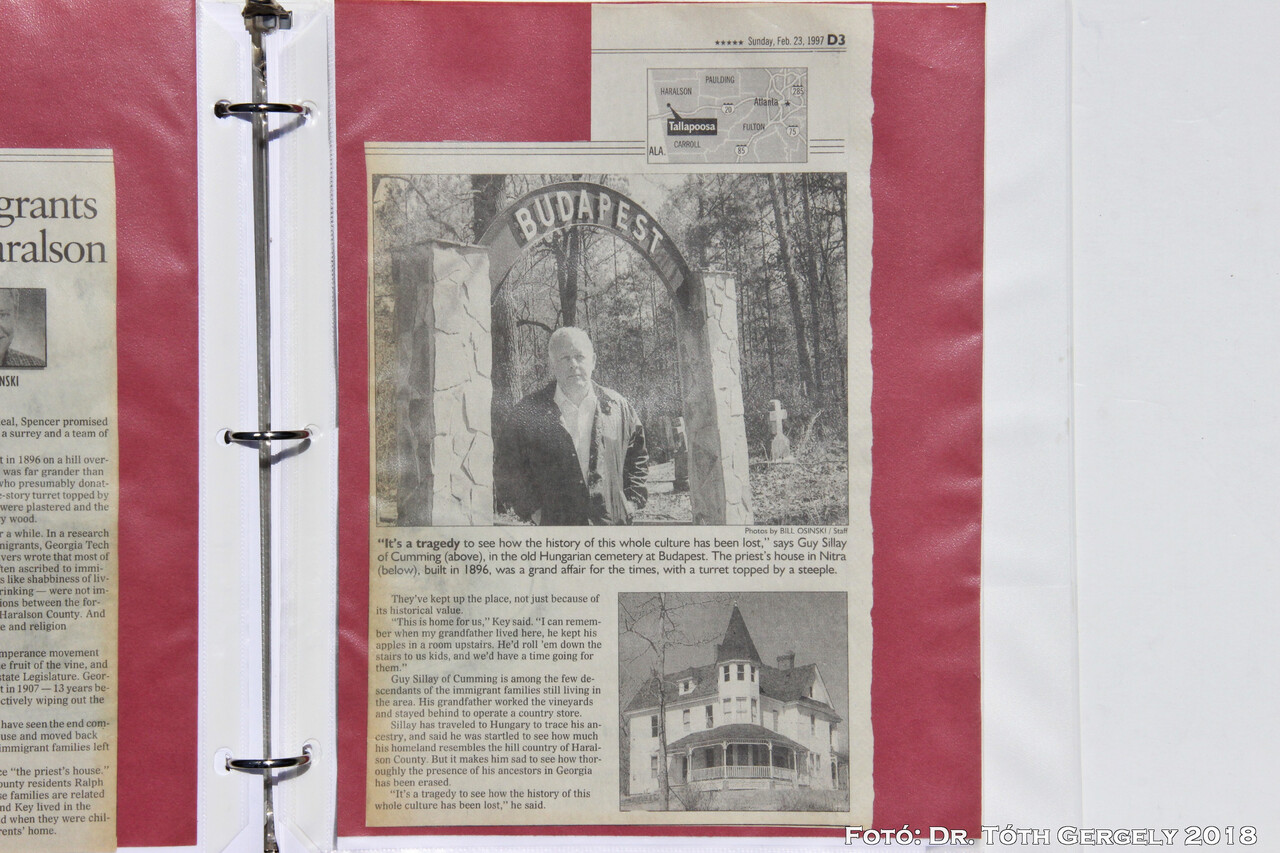 grants
aralson
NSKI
eal, Spencer promised
a surrey and a team of
t in 1896 on a hill over-
was far grander than
who presumably donat-
e-story turret topped by
were plastered and the
y wood.
r a while. In a research
migrants, Georgia Tech
vers wrote that most of
ften ascribed to immi-
s like shabbiness of liv-
rinking — were not im-
ions between the for-
Haralson County. And
e and religion
mperance movement
e fruit of the vine, and
state Legislature. Geor-
t in 1907 — 13 years be-
ectively wiping out the
have seen the end com-
use and moved back
immigrant families left
ce "the priest's house."
ounty residents Ralph
se families are related
nd Key lived in the
d when they were chil-
rents' home.
★★★★★ Sunday, Feb. 23, 1997 D3
PAULDING
HARALSON
285
20
Atlanta
Tallapoosa
FULTON
75
ALA.
CARROLL
85
BUDAPEST
Photos by BILL OSINSKI / Staff
"It's a tragedy to see how the history of this whole culture has been lost," says Guy Sillay
of Cumming (above), in the old Hungarian cemetery at Budapest. The priest's house in Nitra
(below), built in 1896, was a grand affair for the times, with a turret topped by a steeple.
They've kept up the place, not just because of
its historical value.
"This is home for us," Key said. "I can remem-
ber when my grandfather lived here, he kept his
apples in a room upstairs. He'd roll 'em down the
stairs to us kids, and we'd have a time going for
them."
Guy Sillay of Cumming is among the few de-
scendants of the immigrant families still living in
the area. His grandfather worked the vineyards
and stayed behind to operate a country store.
Sillay has traveled to Hungary to trace his an-
cestry, and said he was startled to see how much
his homeland resembles the hill country of Haral-
son County. But it makes him sad to see how thor-
oughly the presence of his ancestors in Georgia
has been erased.
"It's a tragedy to see how the history of this
whole culture has been lost," he said.
Fotó: Dr. Tóth Gergely 2018